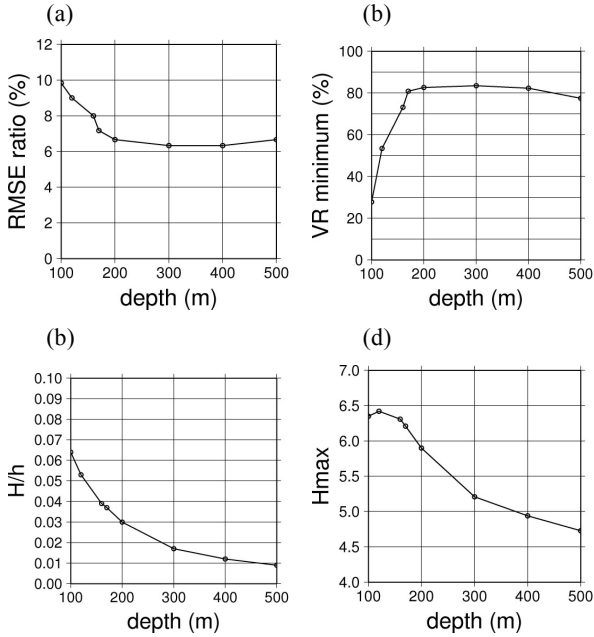 (a)
12
10
8
6
4
2
0
RMSE ratio (%)
100 200 300 400 500
depth (m)
(b)
100
80
60
40
20
0
VR minimum (%)
100 200 300 400 500
depth (m)
(b)
0.10
0.09
0.08
0.07
0.06
0.05
0.04
0.03
0.02
0.01
0.00
H/h
100 200 300 400 500
depth (m)
(d)
7.0
6.5
6.0
5.5
5.0
4.5
4.0
Hmax
100 200 300 400 500
depth (m)